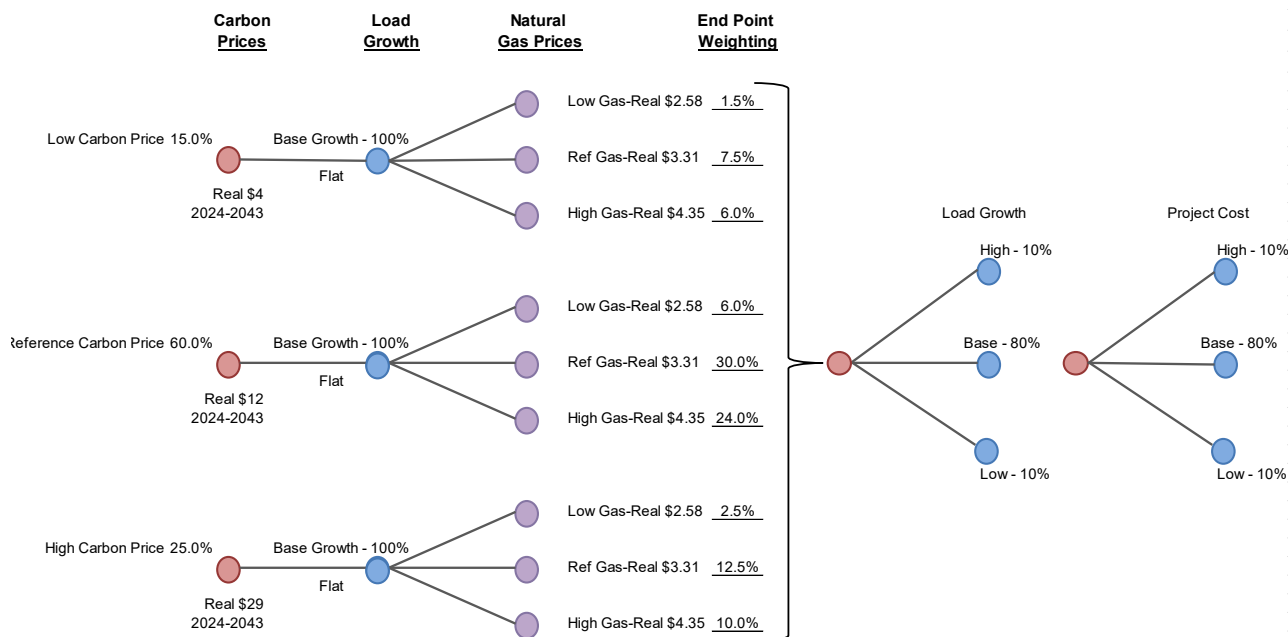 Carbon
Prices
Load
Growth
Natural
Gas Prices
End Point
Weighting
Low Carbon Price 15.0%
Real $4
2024-2043
Base Growth - 100%
Flat
Low Gas-Real $2.58 1.5%
Ref Gas-Real $3.31 7.5%
High Gas-Real $4.35 6.0%
Reference Carbon Price 60.0%
Real $12
2024-2043
Base Growth - 100%
Flat
Low Gas-Real $2.58 6.0%
Ref Gas-Real $3.31 30.0%
High Gas-Real $4.35 24.0%
High Carbon Price 25.0%
Real $29
2024-2043
Base Growth - 100%
Flat
Low Gas-Real $2.58 2.5%
Ref Gas-Real $3.31 12.5%
High Gas-Real $4.35 10.0%
Load Growth
High - 10%
Base - 80%
Low - 10%
Project Cost
High - 10%
Base - 80%
Low - 10%